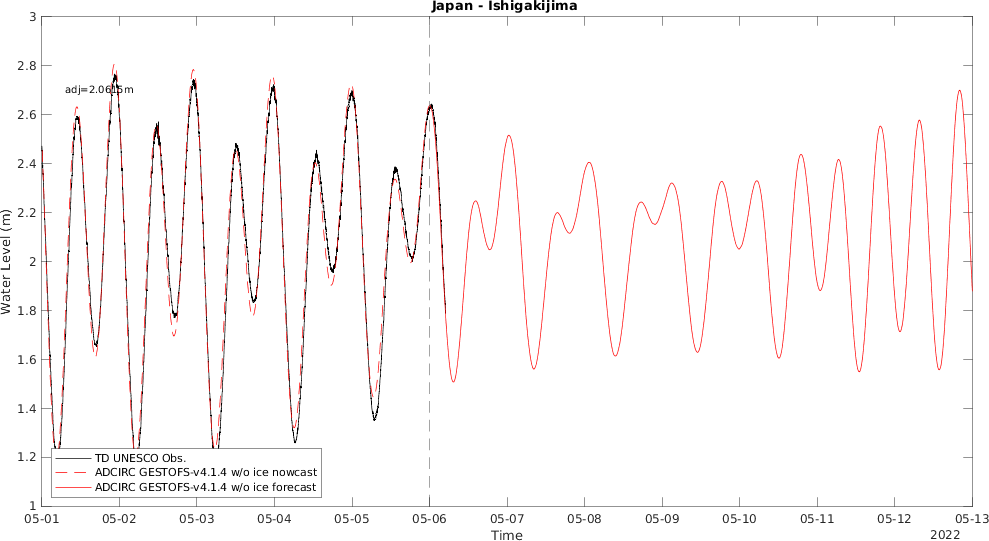 Japan - Ishigakijima
3
2.8
2.6
2.4
2.2
2
1.8
1.6
1.4
1.2
1
Water Level (m)
adj=2.0615m
TD UNESCO Obs.
ADCIRC GESTOFS-v4.1.4 w/o ice nowcast
ADCIRC GESTOFS-v4.1.4 w/o ice forecast
05-01 05-02 05-03 05-04 05-05 05-06 05-07 05-08 05-09 05-10 05-11 05-12 05-13
Time
2022